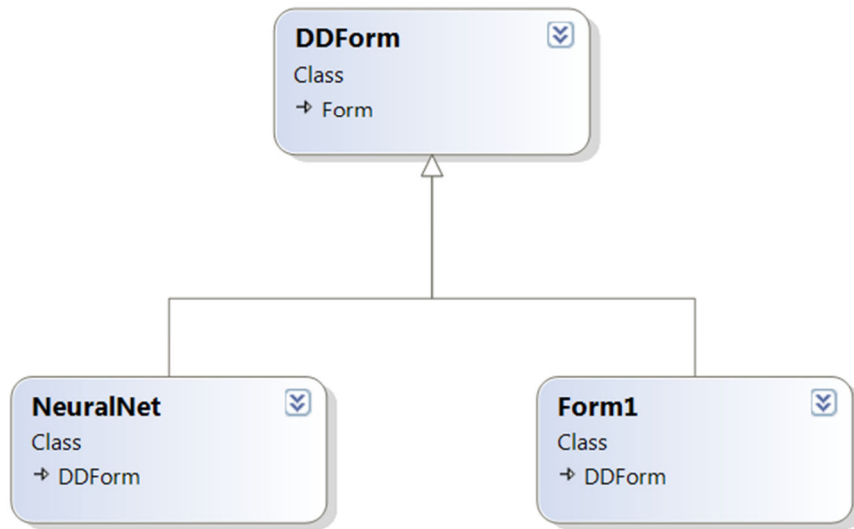 DDForm
Class
Form
NeuralNet
Class
DDForm
Form1
Class
DDForm